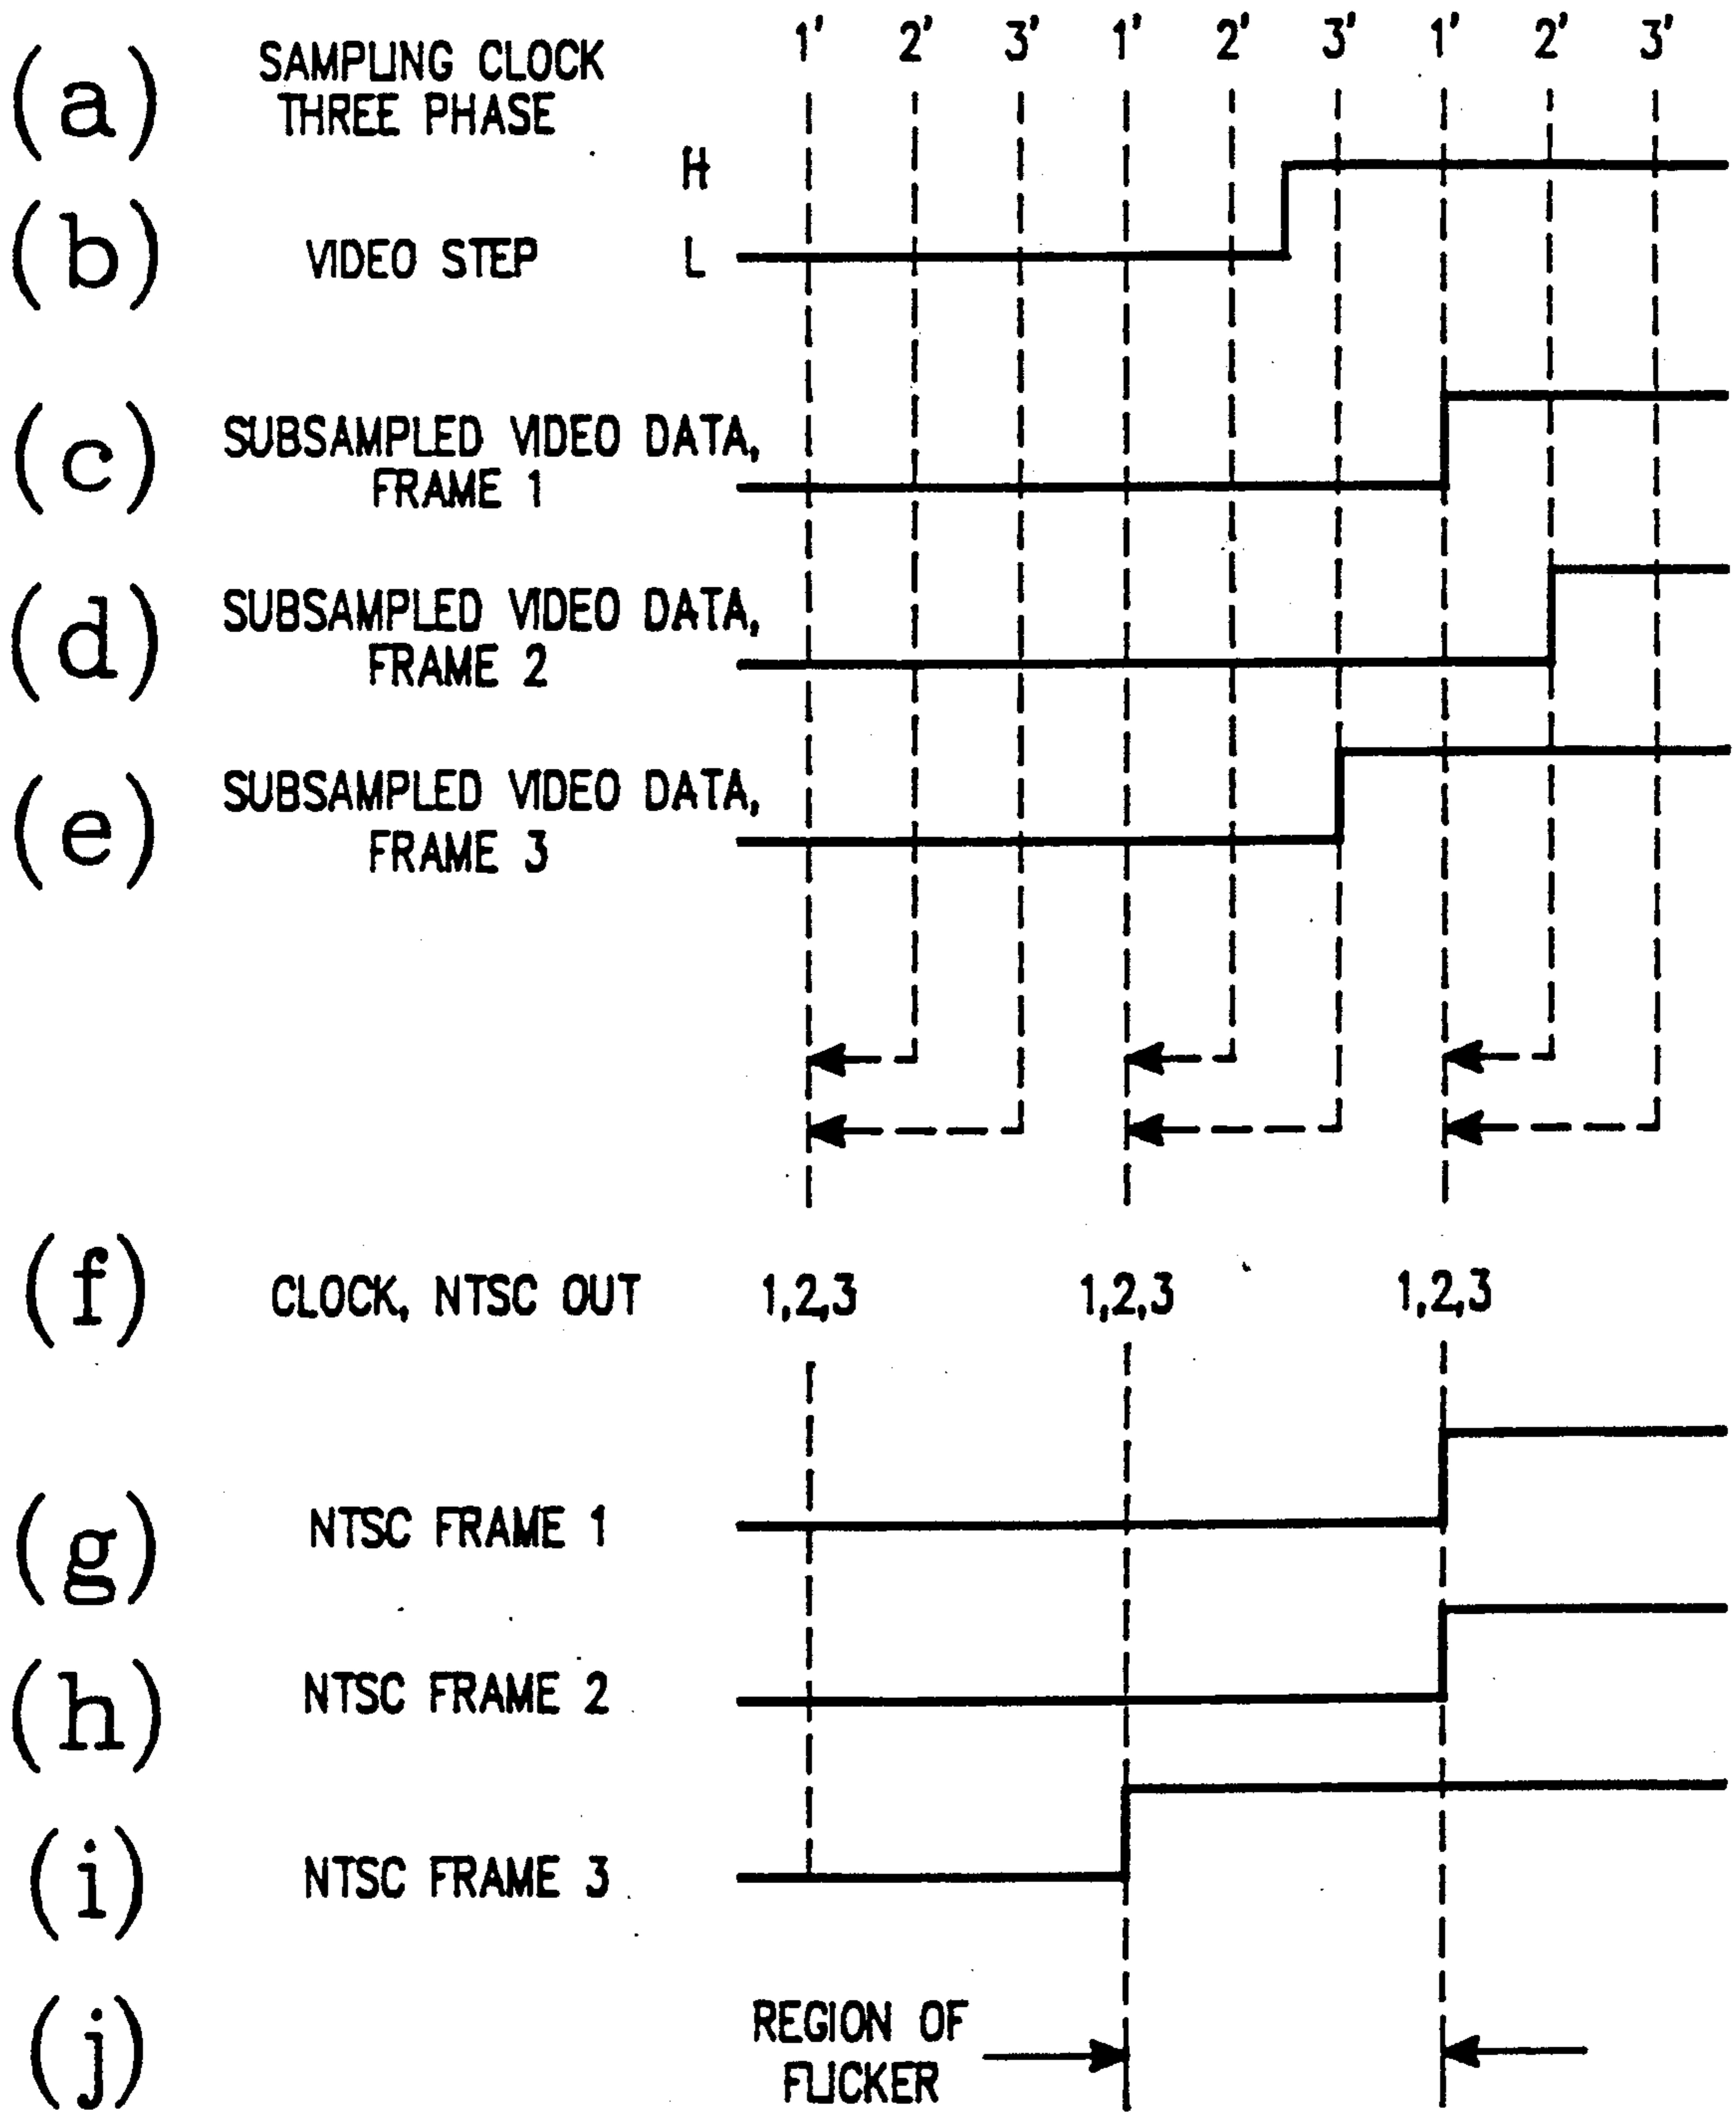 1' 2' 3' 1' 2' 3' 1' 2' 3'
(a) SAMPLING CLOCK
THREE PHASE
H
(b) VIDEO STEP L
(c) SUBSAMPLED VIDEO DATA,
FRAME 1
(d) SUBSAMPLED VIDEO DATA,
FRAME 2
(e) SUBSAMPLED VIDEO DATA,
FRAME 3
(f) CLOCK, NTSC OUT 1,2,3 1,2,3 1,2,3
(g) NTSC FRAME 1
(h) NTSC FRAME 2
(i) NTSC FRAME 3
(j) REGION OF
FLICKER